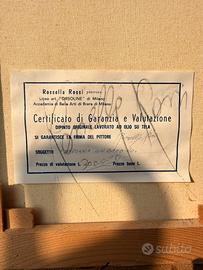 Rossella Rossi pittrice
Liceo art. "ORSOLINE" di Milano
Accademia di Belle Arti di Brera di Milano
Certificato di Garanzia e Valutazione
DIPINTO ORIGINALE LAVORATO AD OLIO SU TELA
SI GARANTISCE LA FIRMA DEL PITTORE
SOGGETTO
Prezzo di valutazione L. Prezzo base L.
subito